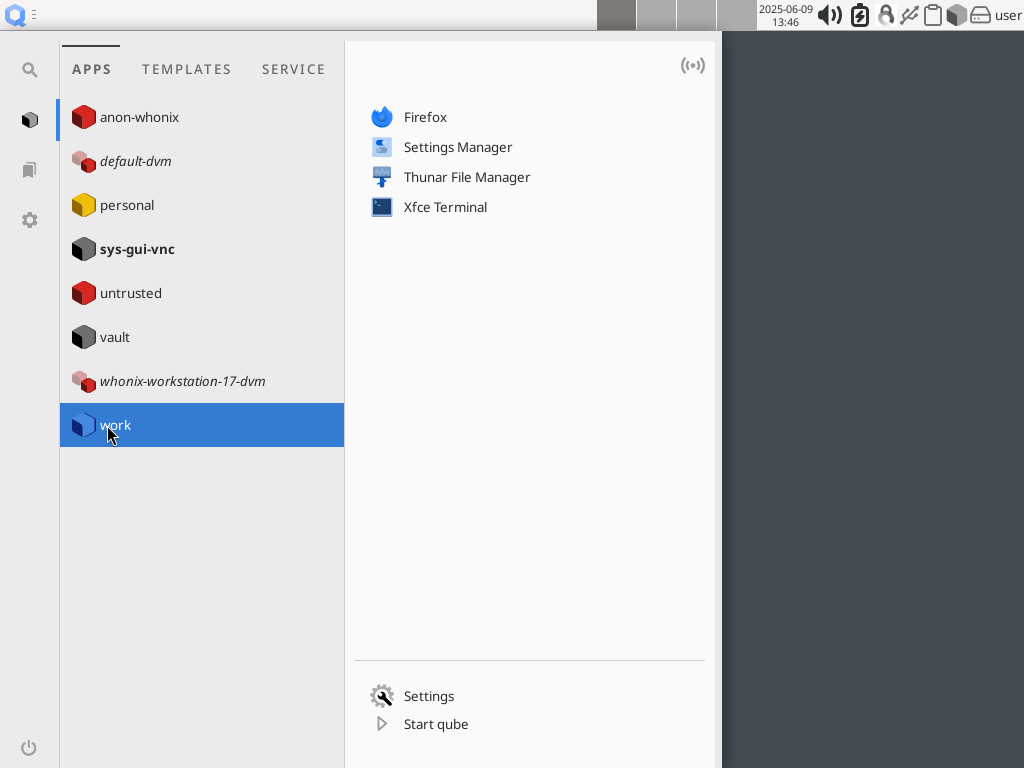 2025-06-09
13:46
user
APPS TEMPLATES SERVICE
anon-whonix
default-dvm
personal
sys-gui-vnc
untrusted
vault
whonix-workstation-17-dvm
work
Firefox
Settings Manager
Thunar File Manager
Xfce Terminal
Settings
Start qube